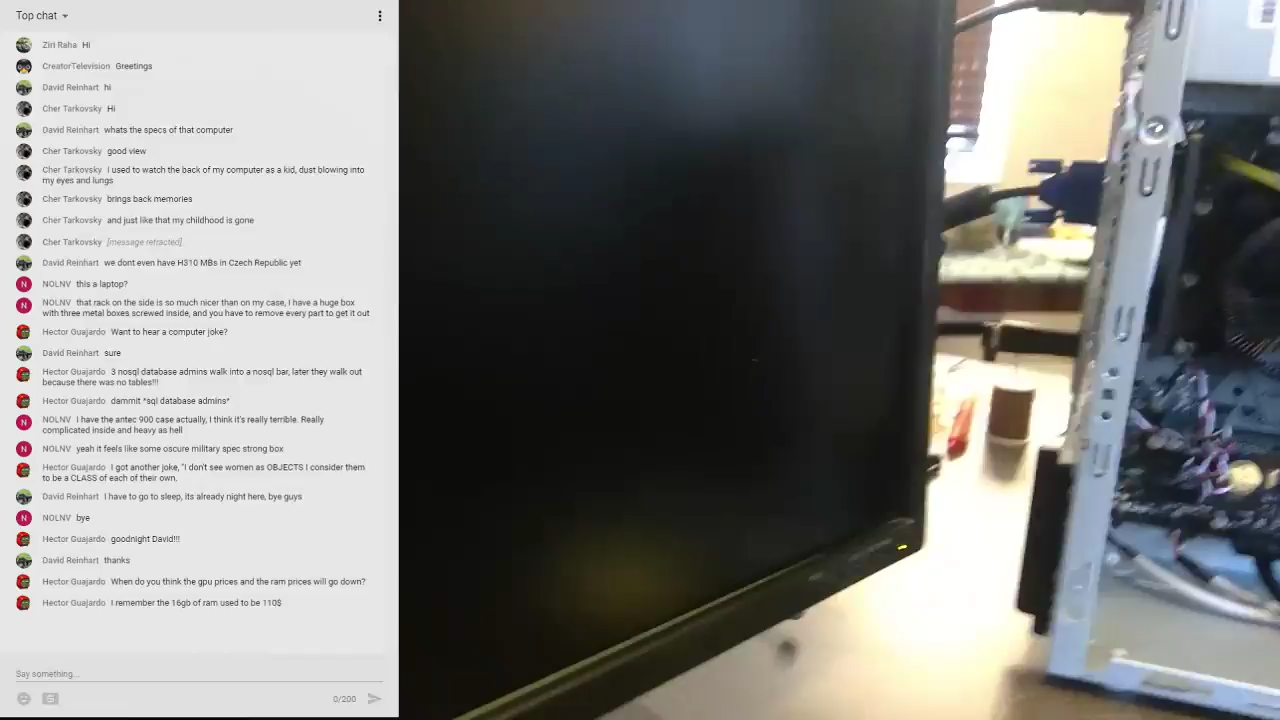 Top chat
Ziri Raha Hi
CreatorTelevision Greetings
David Reinhart hi
Cher Tarkovsky Hi
David Reinhart whats the specs of that computer
Cher Tarkovsky good view
Cher Tarkovsky I used to watch the back of my computer as a kid, dust blowing into
my eyes and lungs
Cher Tarkovsky brings back memories
Cher Tarkovsky and just like that my childhood is gone
Cher Tarkovsky [message retracted]
David Reinhart we dont even have H310 MBs in Czech Republic yet
N NOLNV this a laptop?
N NOLNV that rack on the side is so much nicer than on my case, I have a huge box
with three metal boxes screwed inside, and you have to remove every part to get it out
Hector Guajardo Want to hear a computer joke?
David Reinhart sure
Hector Guajardo 3 nosql database admins walk into a nosql bar, later they walk out
because there was no tables!!!
Hector Guajardo dammit *sql database admins*
N NOLNV I have the antec 900 case actually, I think it's really terrible. Really
complicated inside and heavy as hell
N NOLNV yeah it feels like some oscure military spec strong box
Hector Guajardo I got another joke, "I don't see women as OBJECTS I consider them
to be a CLASS of each of their own.
David Reinhart I have to go to sleep, its already night here, bye guys
N NOLNV bye
Hector Guajardo goodnight David!!!
David Reinhart thanks
Hector Guajardo When do you think the gpu prices and the ram prices will go down?
Hector Guajardo I remember the 16gb of ram used to be 110$
Say something...
0/200